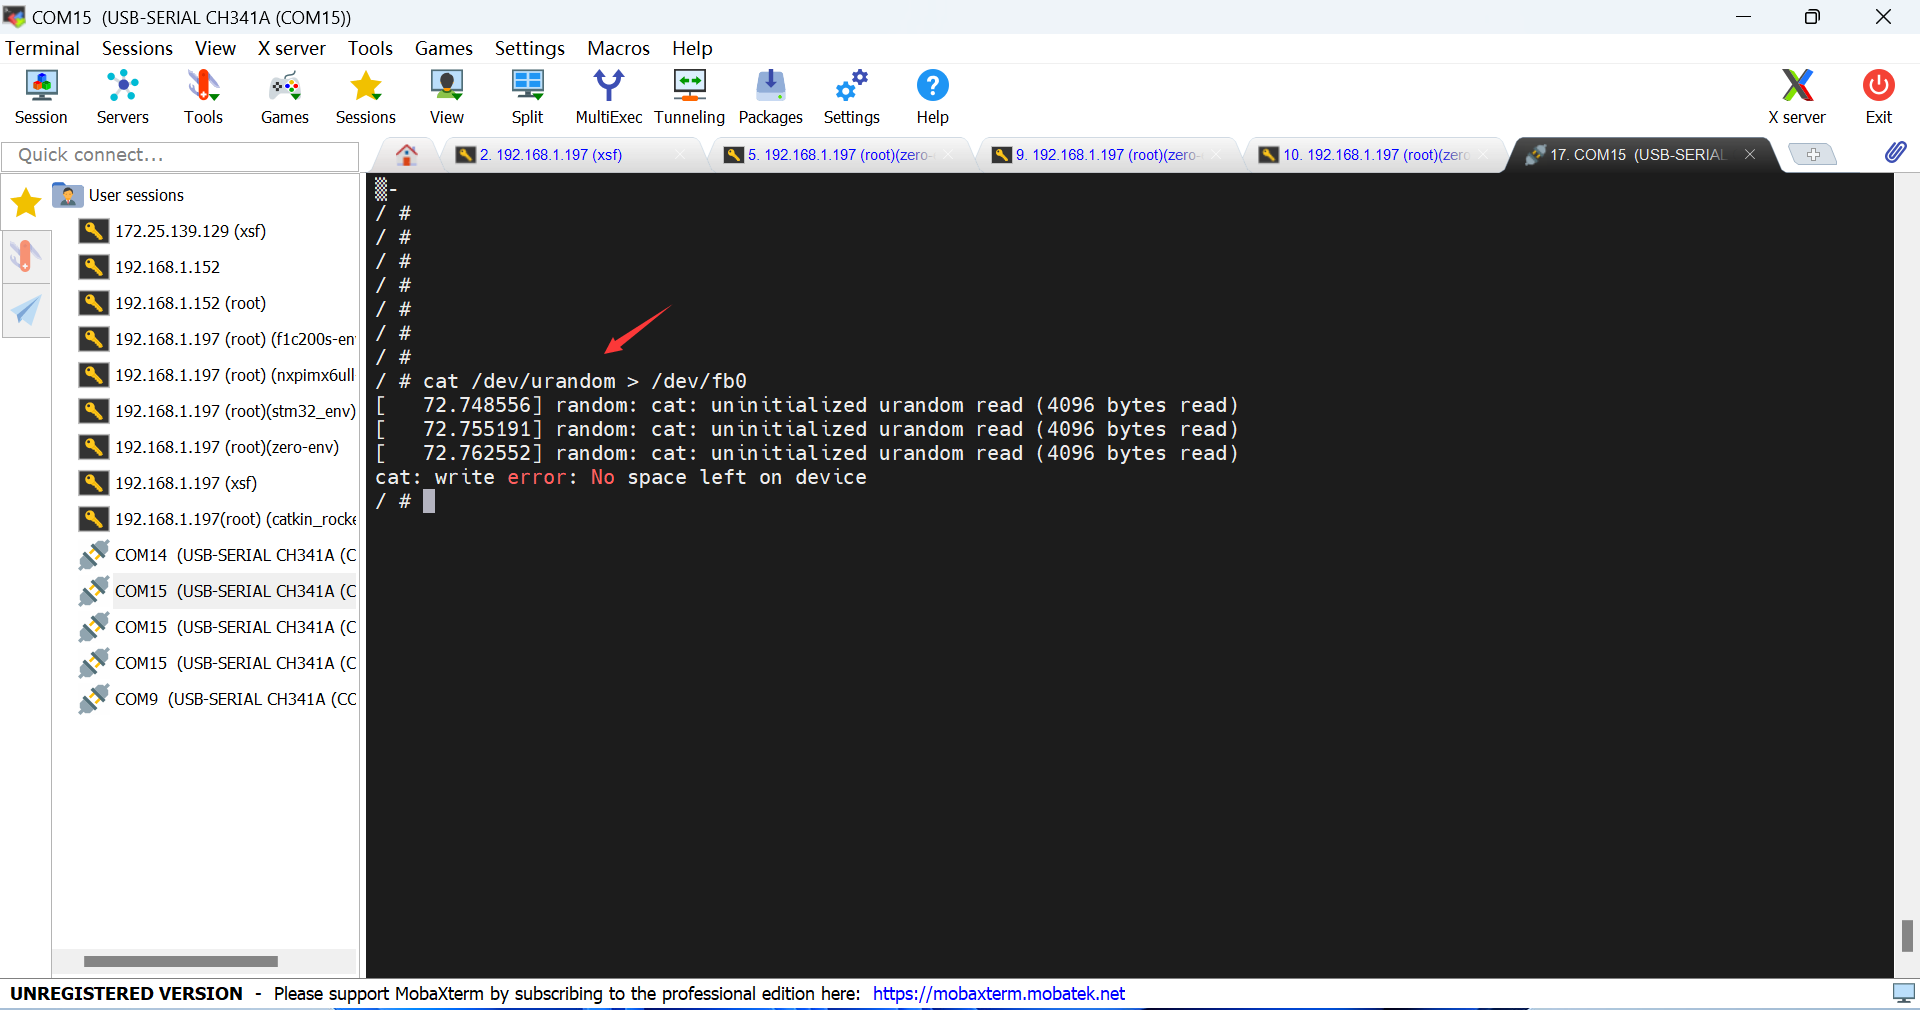 COM15  (USB-SERIAL CH341A (COM15))
Terminal Sessions View X server Tools Games Settings Macros Help
Session Servers Tools Games Sessions View Split MultiExec Tunneling Packages Settings Help X server Exit
Quick connect...
2. 192.168.1.197 (xsf)
5. 192.168.1.197 (root)(zero-
9. 192.168.1.197 (root)(zero-
10. 192.168.1.197 (root)(zero
17. COM15  (USB-SERIAL
User sessions
172.25.139.129 (xsf)
192.168.1.152
192.168.1.152 (root)
192.168.1.197 (root) (f1c200s-en
192.168.1.197 (root) (nxpimx6ull
192.168.1.197 (root)(stm32_env)
192.168.1.197 (root)(zero-env)
192.168.1.197 (xsf)
192.168.1.197(root) (catkin_rocke
COM14  (USB-SERIAL CH341A (C
COM15  (USB-SERIAL CH341A (C
COM15  (USB-SERIAL CH341A (C
COM15  (USB-SERIAL CH341A (C
COM9  (USB-SERIAL CH341A (CC
▒-
/ #
/ #
/ #
/ #
/ #
/ #
/ #
/ # cat /dev/urandom > /dev/fb0
[   72.748556] random: cat: uninitialized urandom read (4096 bytes read)
[   72.755191] random: cat: uninitialized urandom read (4096 bytes read)
[   72.762552] random: cat: uninitialized urandom read (4096 bytes read)
cat: write error: No space left on device
/ #
UNREGISTERED VERSION  -  Please support MobaXterm by subscribing to the professional edition here:  https://mobaxterm.mobatek.net